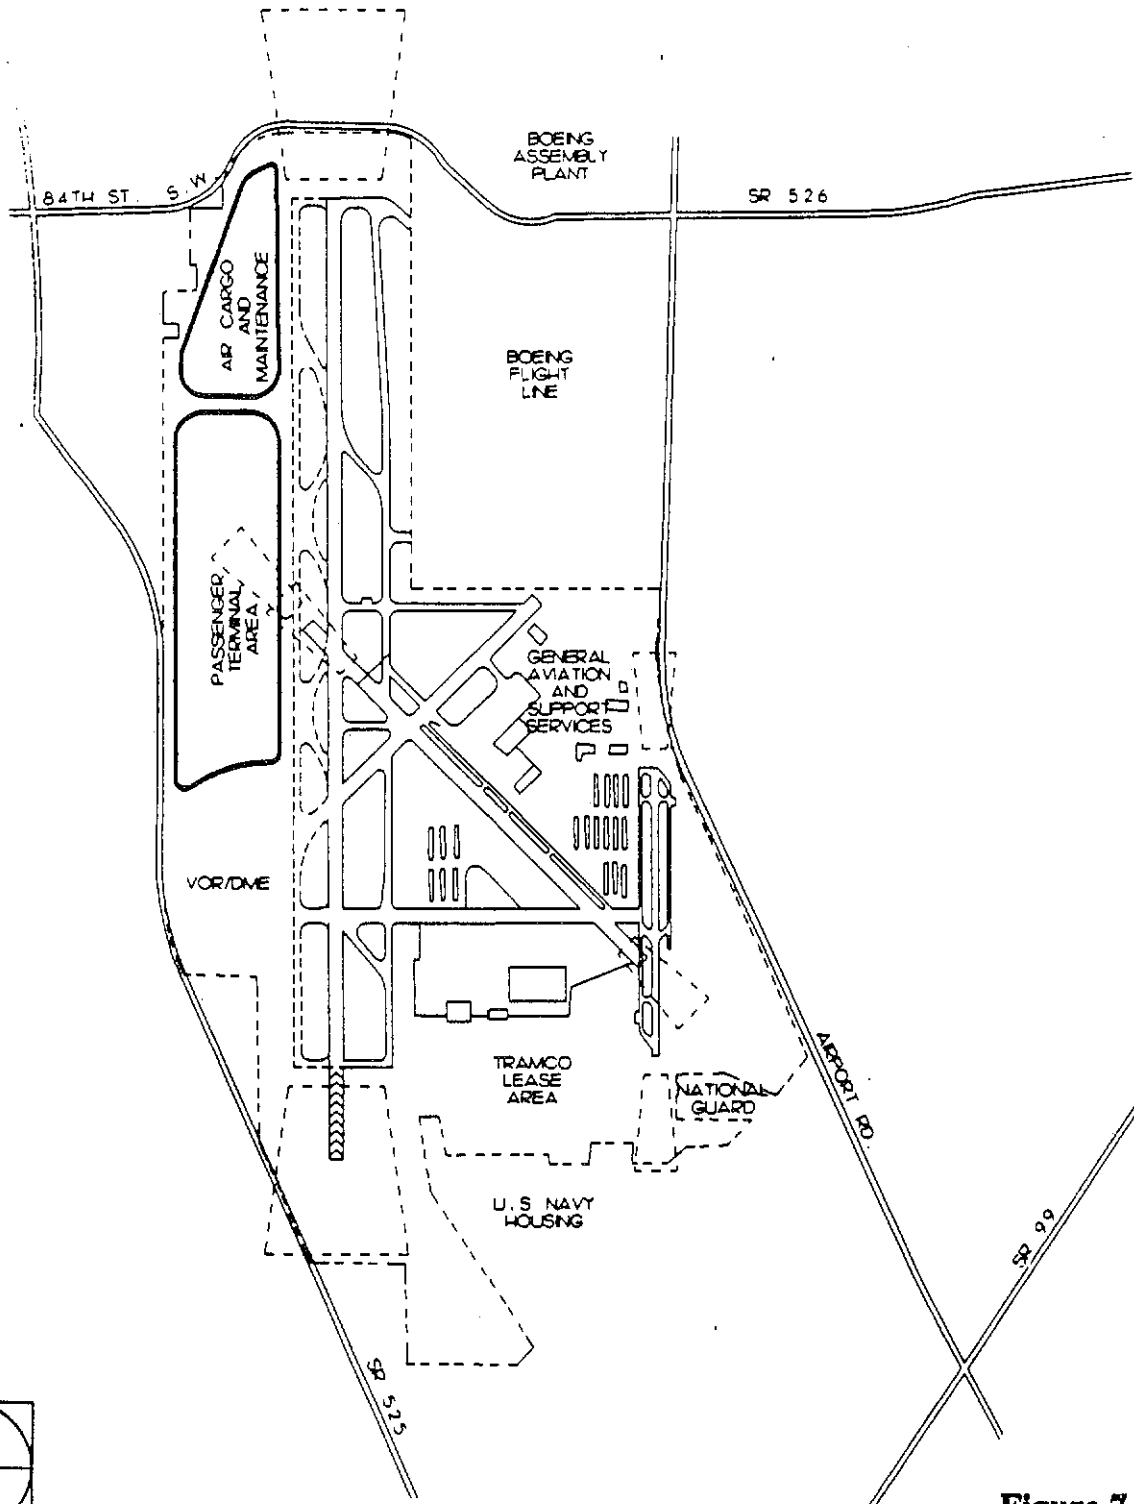 BOEING
ASSEMBLY
PLANT
84TH ST. S.W.
SR 526
AIR CARGO
AND
MAINTENANCE
BOEING
FLIGHT
LINE
PASSENGER
TERMINAL
AREA
GENERAL
AVIATION
AND
SUPPORT
SERVICES
VOR/DME
TRAMCO
LEASE
AREA
NATIONAL
GUARD
AIRPORT RD.
U.S. NAVY
HOUSING
SR 99
SR 525
Figure 7